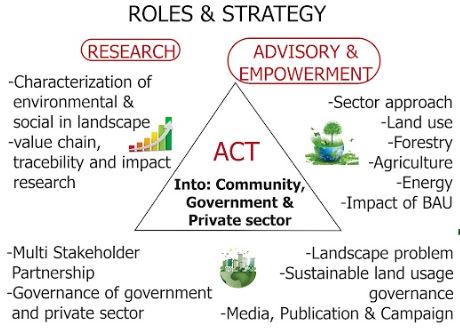 ROLES & STRATEGY
RESEARCH
-Characterization of
environmental &
social in landscape
-value chain,
tracebility and impact
research
ADVISORY &
EMPOWERMENT
-Sector approach
-Land use
-Forestry
-Agriculture
-Energy
-Impact of BAU
ACT
Into: Community,
Government &
Private sector
-Multi Stakeholder
Partnership
-Governance of government
and private sector
-Landscape problem
-Sustainable land usage
governance
-Media, Publication & Campaign